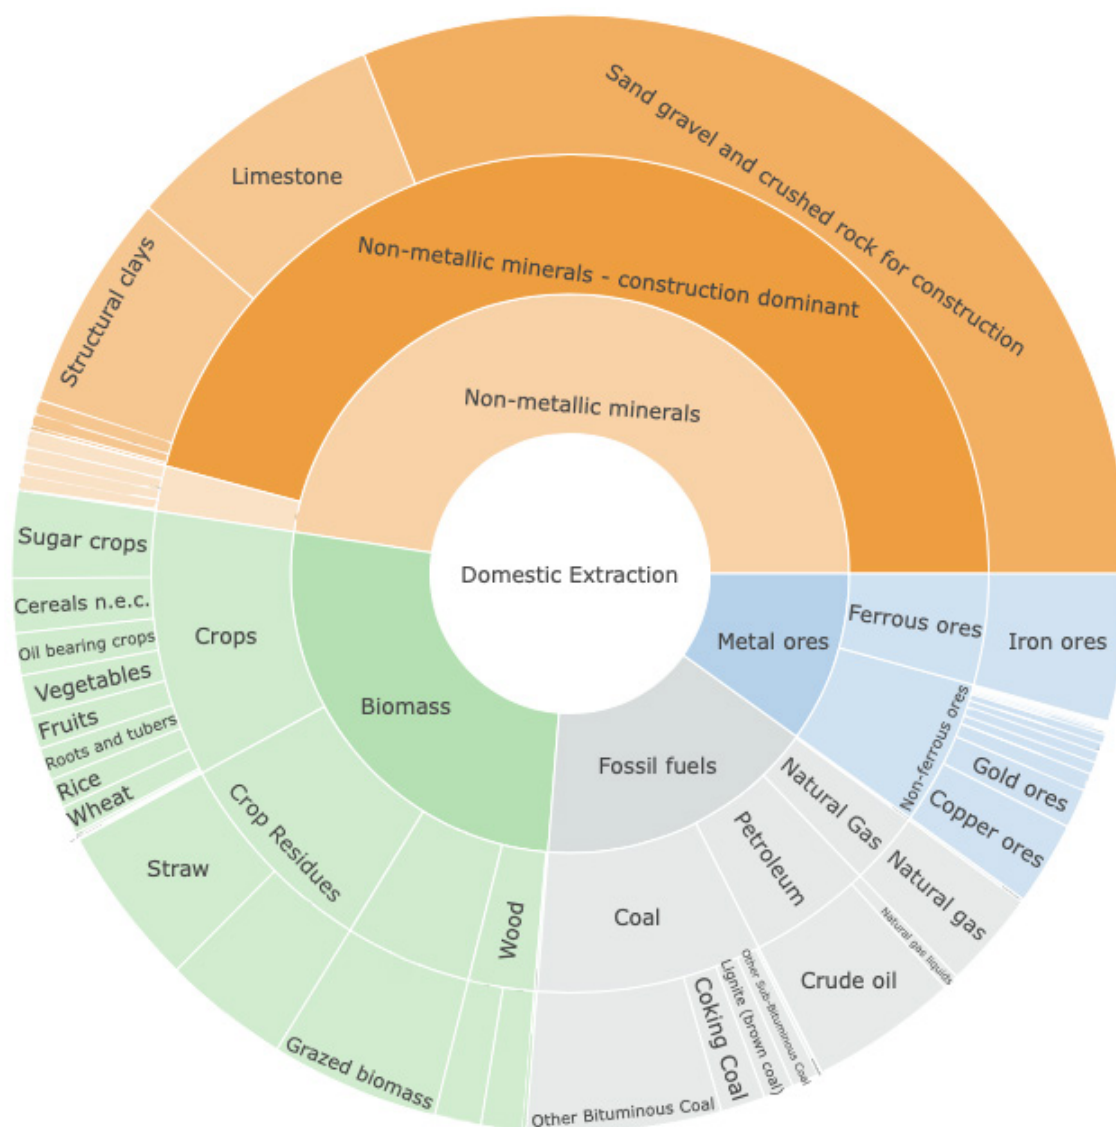 Sand gravel and crushed rock for construction
Limestone
Structural clays
Non-metallic minerals - construction dominant
Non-metallic minerals
Domestic Extraction
Sugar crops
Cereals n.e.c.
Oil bearing crops
Vegetables
Fruits
Roots and tubers
Rice
Wheat
Crops
Biomass
Crop Residues
Straw
Grazed biomass
Wood
Metal ores
Ferrous ores
Iron ores
Non-ferrous ores
Gold ores
Copper ores
Fossil fuels
Natural Gas
Natural gas
Petroleum
Natural gas liquids
Crude oil
Coal
Other Sub-Bituminous Coal
Lignite (brown coal)
Coking Coal
Other Bituminous Coal